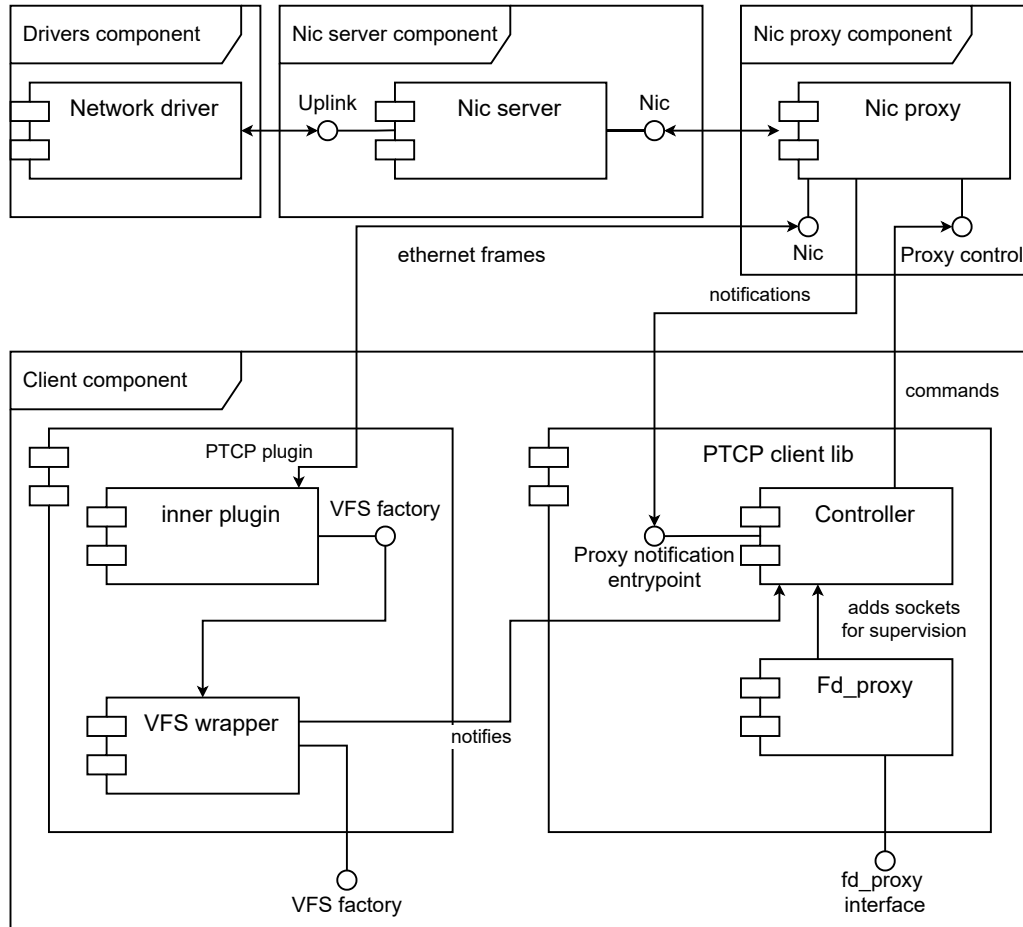 Drivers component
Nic server component
Nic proxy component
Network driver
Uplink
Nic server
Nic
Nic proxy
ethernet frames
Nic
Proxy control
notifications
Client component
commands
PTCP plugin
PTCP client lib
inner plugin
VFS factory
Controller
Proxy notification
entrypoint
adds sockets
for supervision
Fd_proxy
VFS wrapper
notifies
fd_proxy
interface
VFS factory